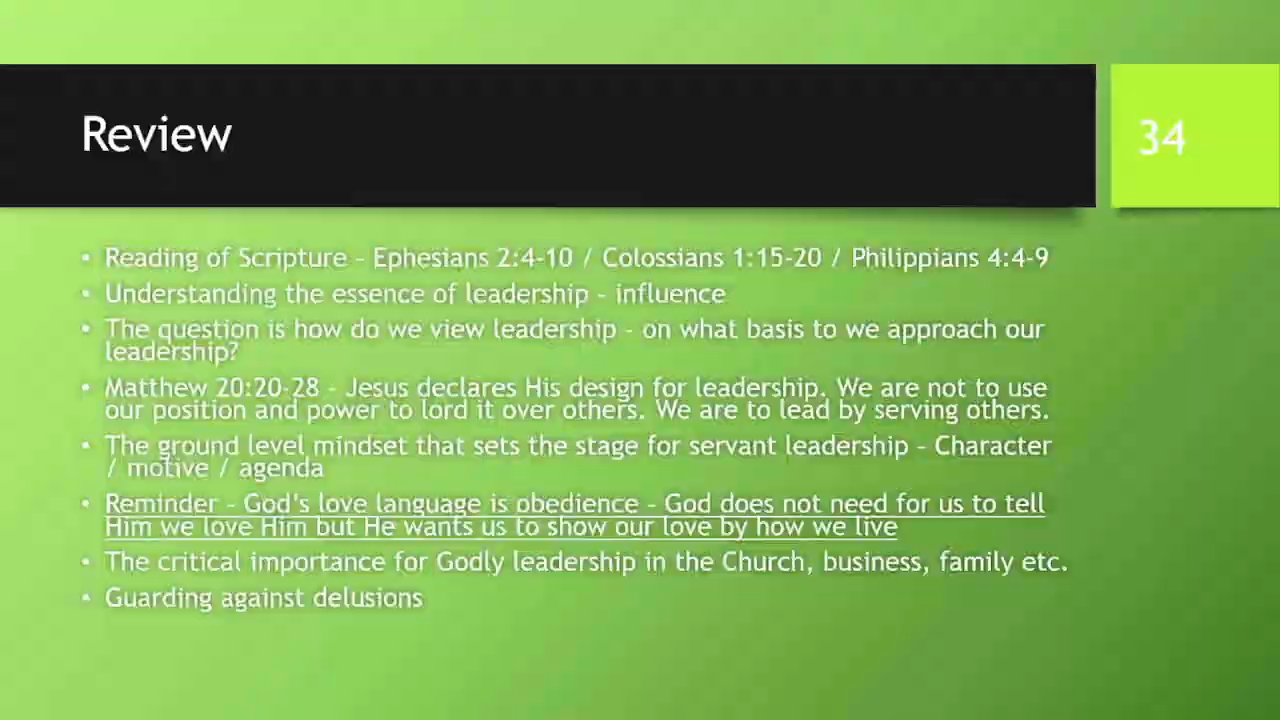 Review
34
• Reading of Scripture – Ephesians 2:4-10 / Colossians 1:15-20 / Philippians 4:4-9
• Understanding the essence of leadership – influence
• The question is how do we view leadership – on what basis to we approach our
leadership?
• Matthew 20:20-28 – Jesus declares His design for leadership. We are not to use
our position and power to lord it over others. We are to lead by serving others.
• The ground level mindset that sets the stage for servant leadership – Character
/ motive / agenda
• Reminder – God's love language is obedience – God does not need for us to tell
Him we love Him but He wants us to show our love by how we live
• The critical importance for Godly leadership in the Church, business, family etc.
• Guarding against delusions